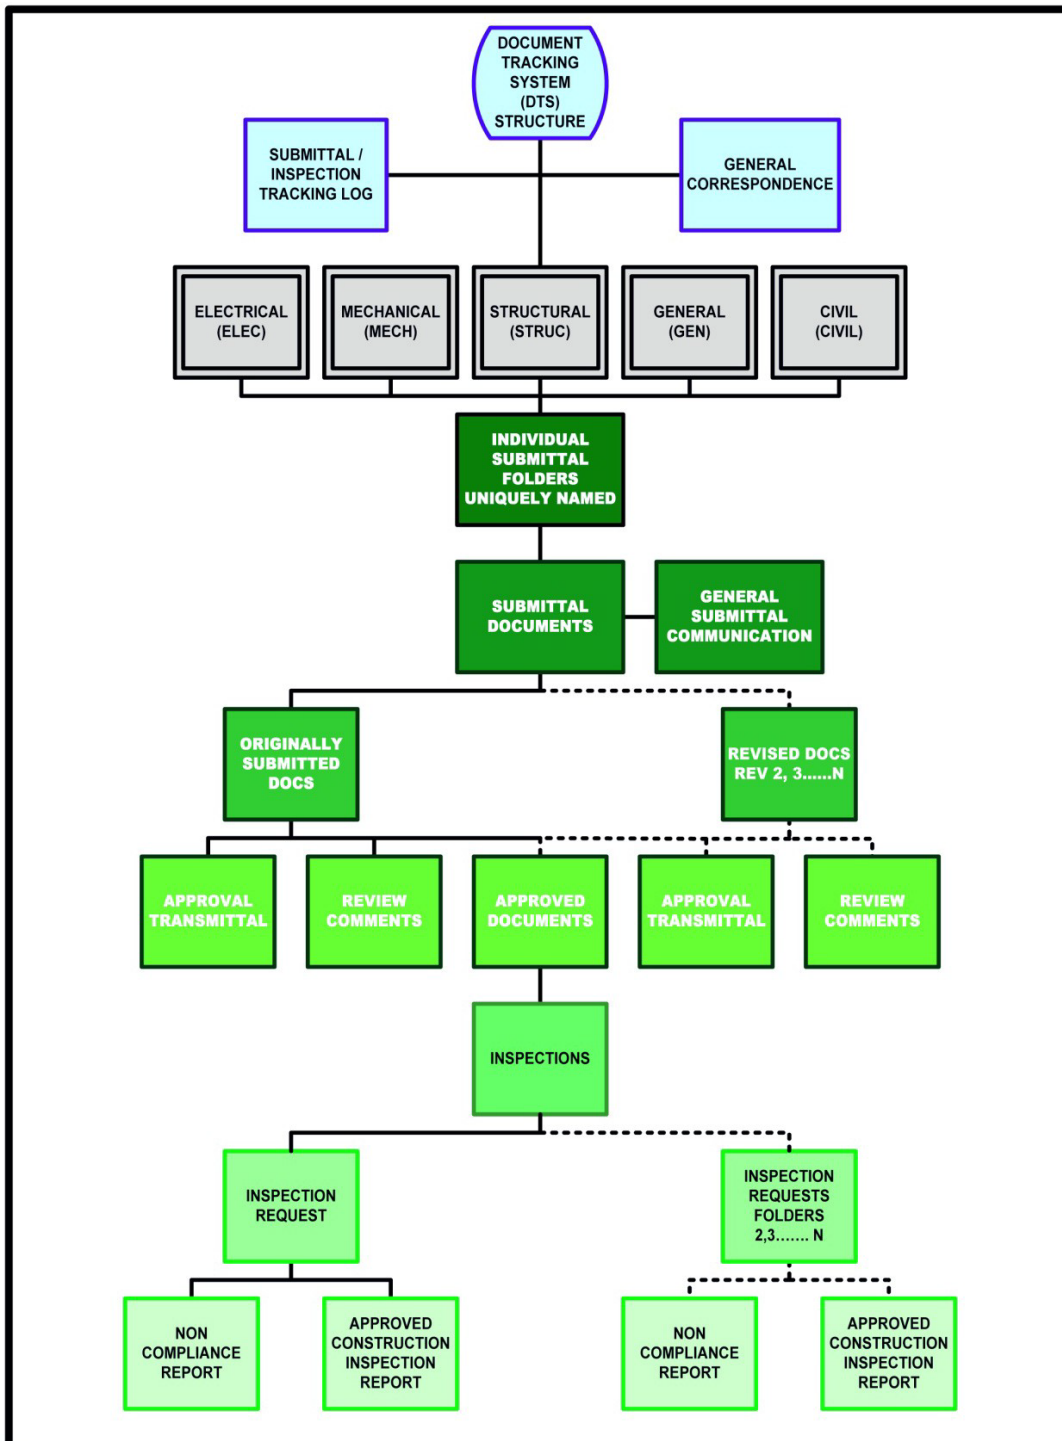 DOCUMENT
TRACKING
SYSTEM
(DTS)
STRUCTURE
SUBMITTAL /
INSPECTION
TRACKING LOG
GENERAL
CORRESPONDENCE
ELECTRICAL
(ELEC)
MECHANICAL
(MECH)
STRUCTURAL
(STRUC)
GENERAL
(GEN)
CIVIL
(CIVIL)
INDIVIDUAL
SUBMITTAL
FOLDERS
UNIQUELY NAMED
SUBMITTAL
DOCUMENTS
GENERAL
SUBMITTAL
COMMUNICATION
ORIGINALLY
SUBMITTED
DOCS
REVISED DOCS
REV 2, 3......N
APPROVAL
TRANSMITTAL
REVIEW
COMMENTS
APPROVED
DOCUMENTS
APPROVAL
TRANSMITTAL
REVIEW
COMMENTS
INSPECTIONS
INSPECTION
REQUEST
INSPECTION
REQUESTS
FOLDERS
2,3....... N
NON
COMPLIANCE
REPORT
APPROVED
CONSTRUCTION
INSPECTION
REPORT
NON
COMPLIANCE
REPORT
APPROVED
CONSTRUCTION
INSPECTION
REPORT